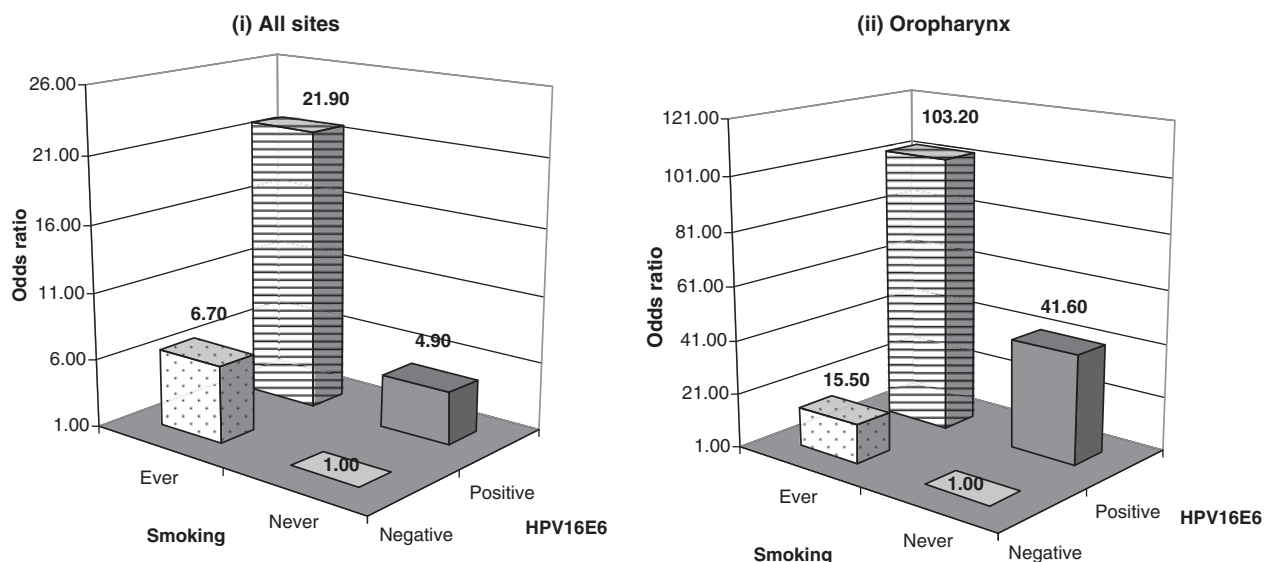 (i) All sites
26.00
21.00
16.00
11.00
6.00
1.00
Odds ratio
21.90
6.70
4.90
1.00
Ever
Never
Smoking
Negative
Positive
HPV16E6
(ii) Oropharynx
121.00
101.00
81.00
61.00
41.00
21.00
1.00
Odds ratio
103.20
41.60
15.50
1.00
Ever
Never
Smoking
Negative
Positive
HPV16E6